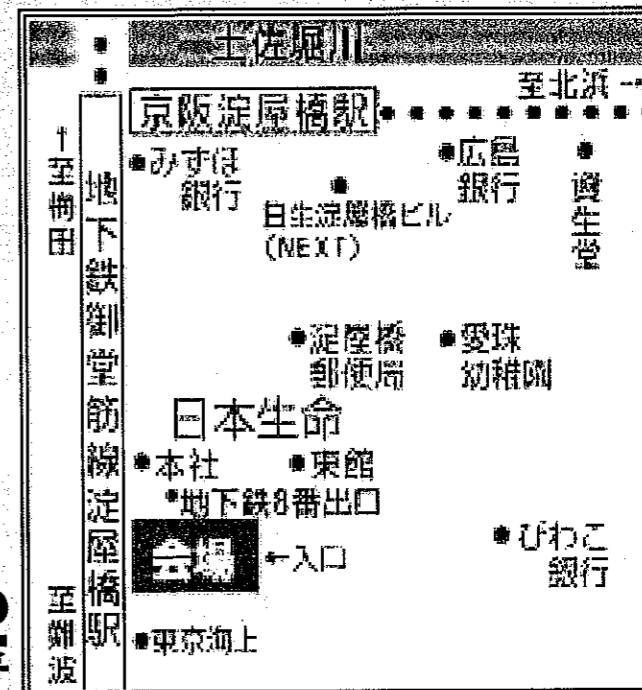 土佐堀川
至北浜
京阪淀屋橋駅
↑至梅田
地下鉄御堂筋線淀屋橋駅
至難波
みずほ
銀行
日生淀屋橋ビル
(NEXT)
広島
銀行
資生堂
淀屋橋
郵便局
愛珠
幼稚園
日本生命
本社
東館
地下鉄8番出口
会場
←入口
びわこ
銀行
東京海上